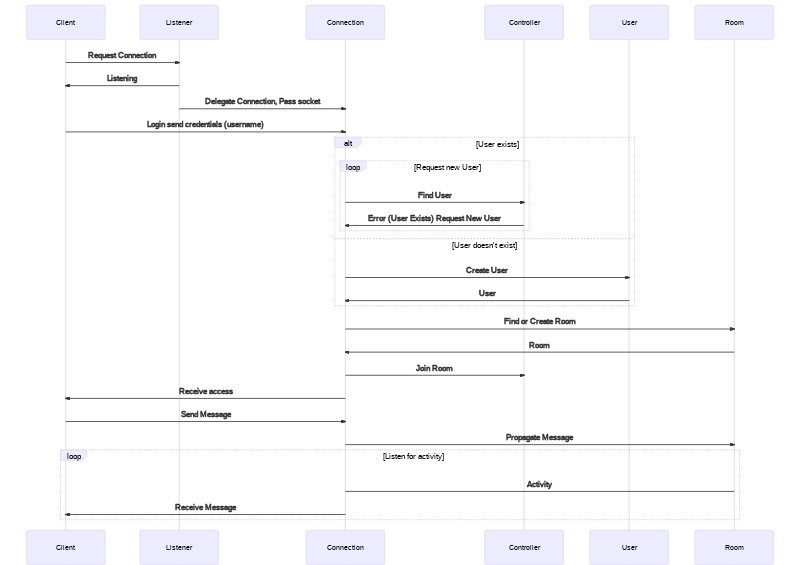 Client Listener Connection Controller User Room
Request Connection
Listening
Delegate Connection, Pass socket
Login send credentials (username)
alt [User exists]
loop [Request new User]
Find User
Error (User Exists) Request New User
[User doesn't exist]
Create User
User
Find or Create Room
Room
Join Room
Receive access
Send Message
Propagate Message
loop [Listen for activity]
Activity
Receive Message
Client Listener Connection Controller User Room